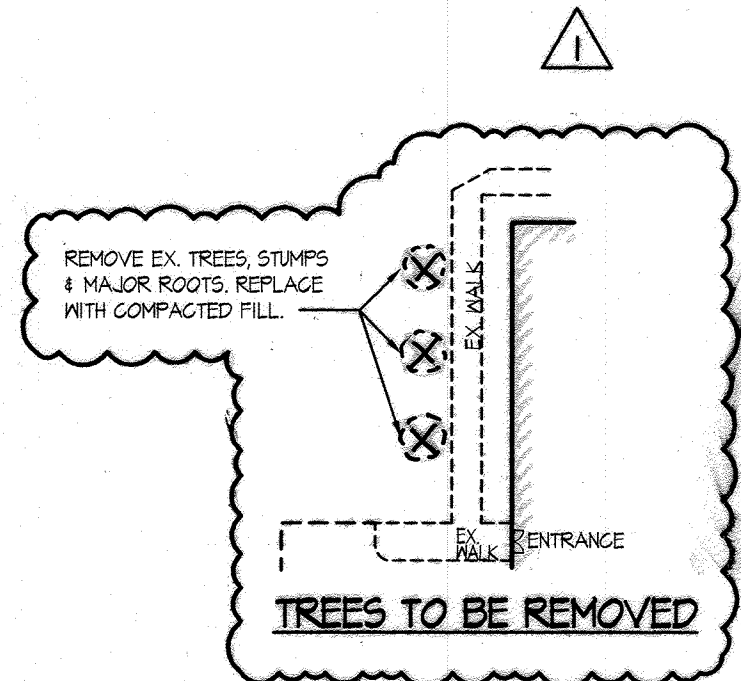 1
REMOVE EX. TREES, STUMPS
& MAJOR ROOTS. REPLACE
WITH COMPACTED FILL.
EX. WALK
EX.
WALK
ENTRANCE
TREES TO BE REMOVED